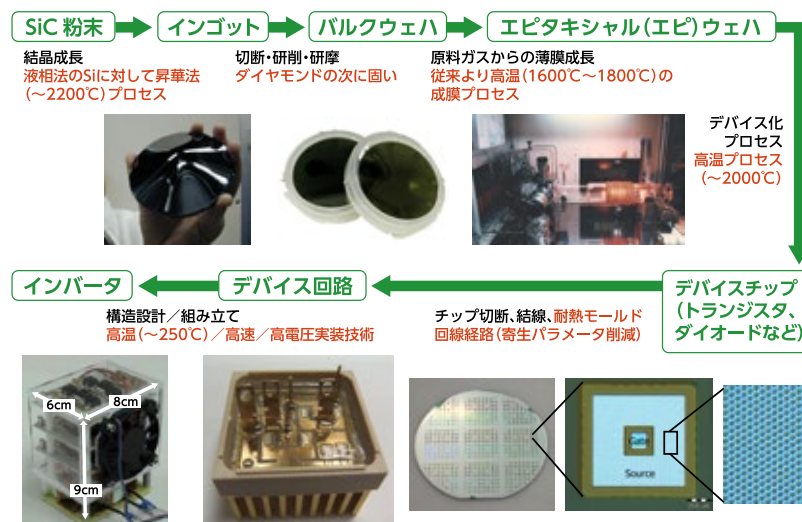 SiC 粉末
インゴット
バルクウェハ
エピタキシャル(エピ)ウェハ
結晶成長
液相法のSiに対して昇華法
(〜2200℃)プロセス
切断・研削・研摩
ダイヤモンドの次に固い
原料ガスからの薄膜成長
従来より高温(1600℃〜1800℃)の
成膜プロセス
デバイス化
プロセス
高温プロセス
(〜2000℃)
インバータ
デバイス回路
デバイスチップ
(トランジスタ、
ダイオードなど)
構造設計/組み立て
高温(〜250℃)/高速/高電圧実装技術
チップ切断、結線、耐熱モールド
回線経路(寄生パラメータ削減)
6cm
8cm
9cm
Gate
Source